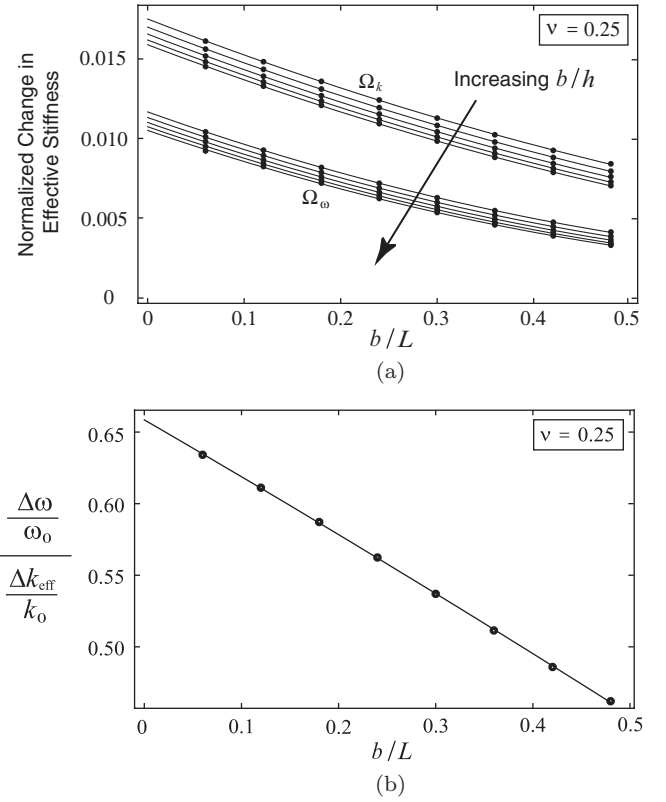 ν = 0.25
0.015
0.010
0.005
0
Normalized Change in
Effective Stiffness
Ωk
Increasing b/h
Ωω
0 0.1 0.2 0.3 0.4 0.5
b/L
(a)
ν = 0.25
0.65
0.60
0.55
0.50
Δω
ωo
Δkeff
ko
0 0.1 0.2 0.3 0.4 0.5
b/L
(b)